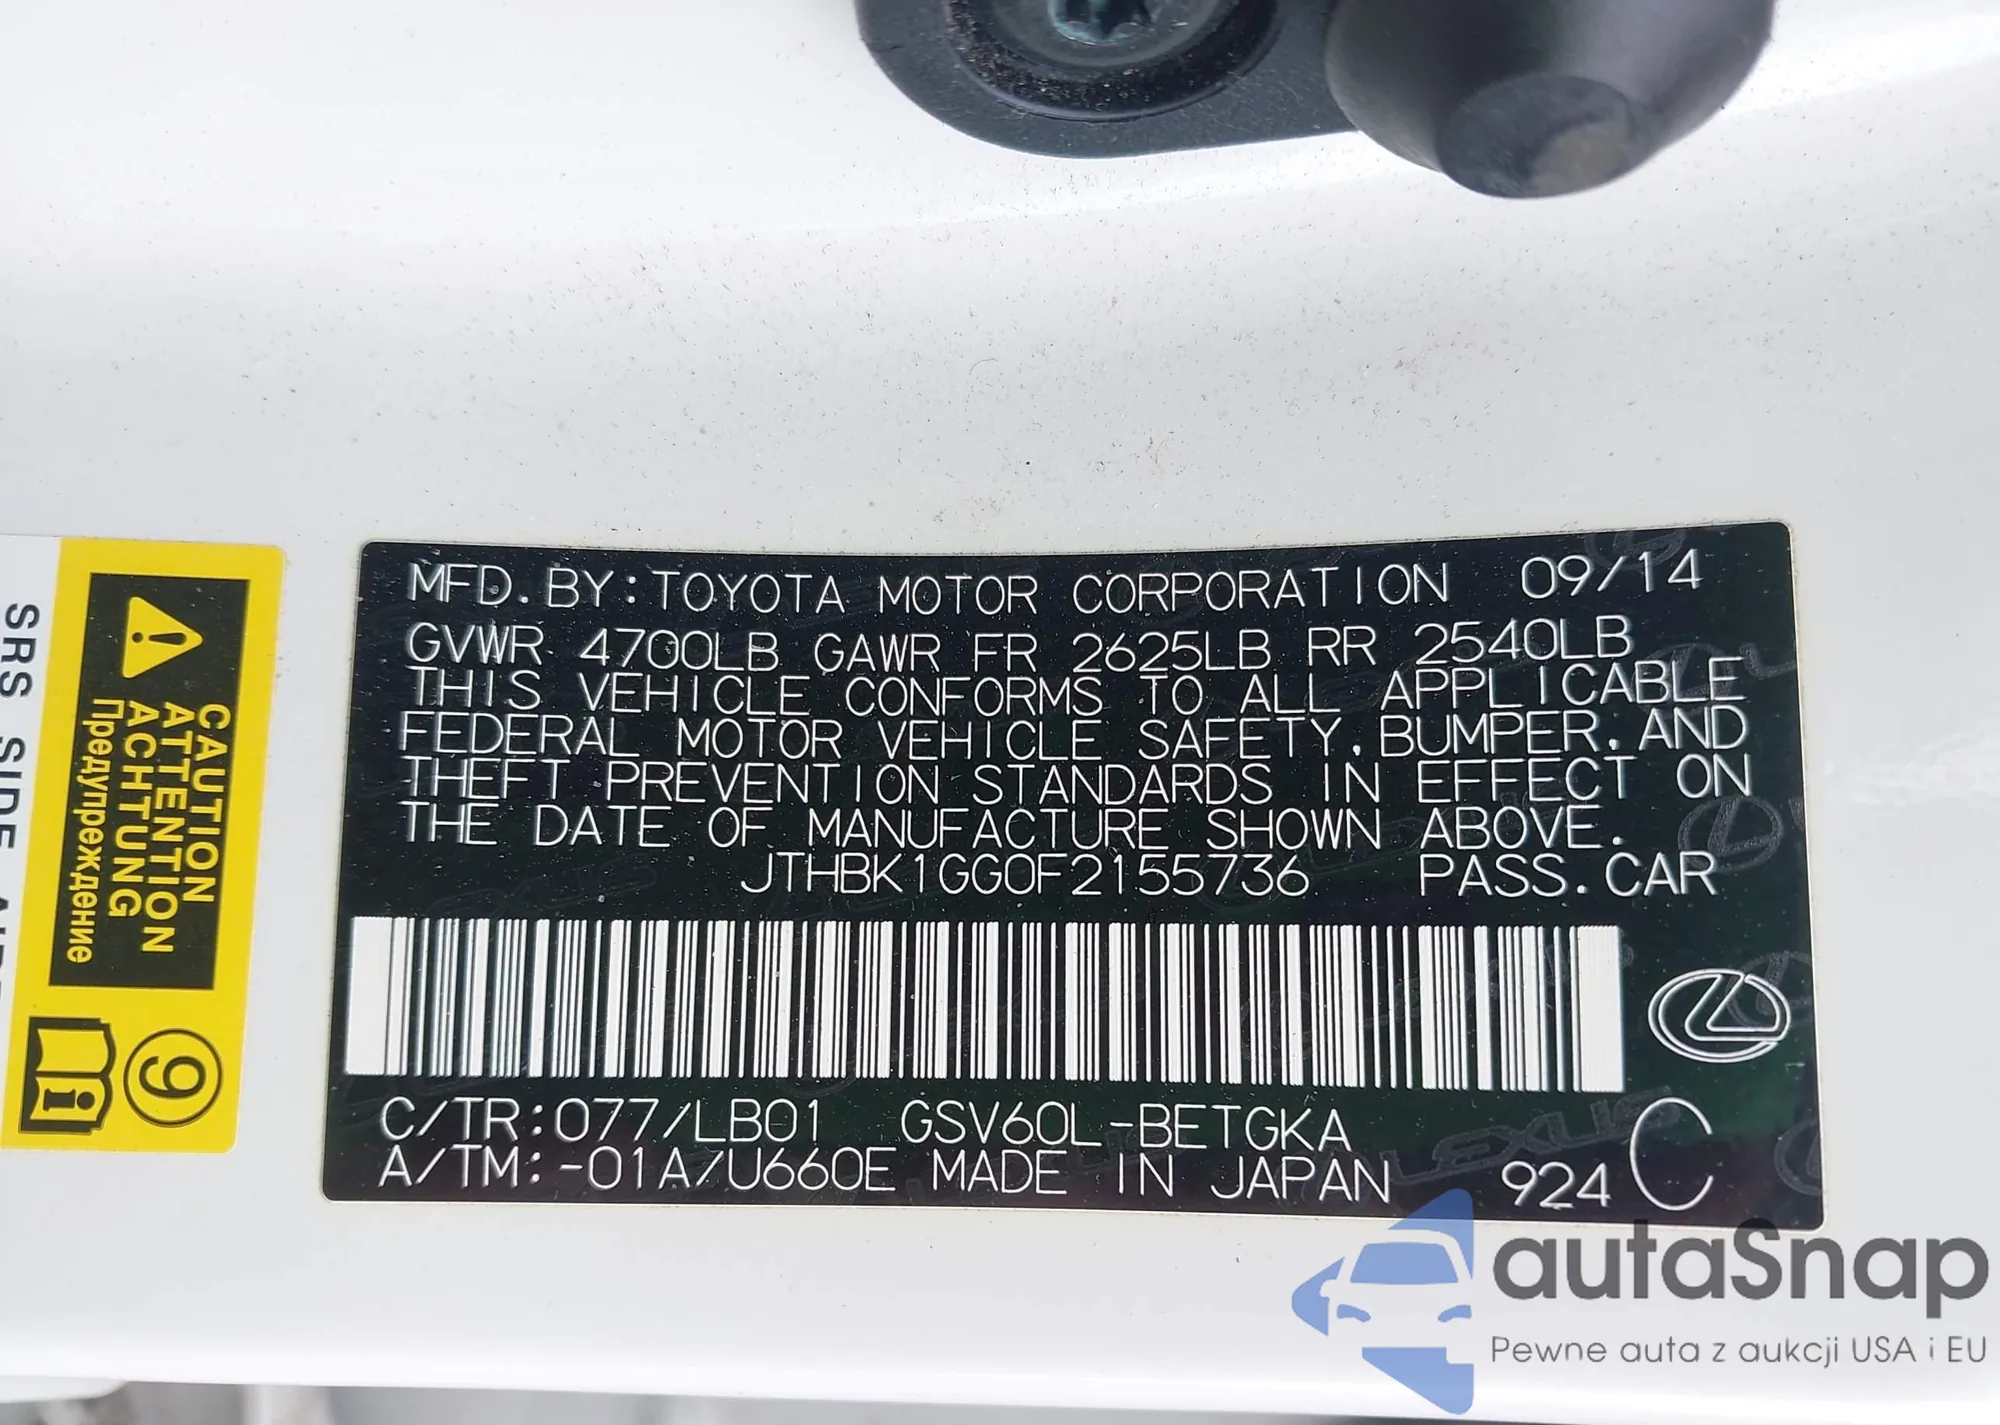 MFD. BY: TOYOTA MOTOR CORPORATION 09/14
GVWR 4700LB GAWR FR 2625LB RR 2540LB
THIS VEHICLE CONFORMS TO ALL APPLICABLE
FEDERAL MOTOR VEHICLE SAFETY, BUMPER, AND
THEFT PREVENTION STANDARDS IN EFFECT ON
THE DATE OF MANUFACTURE SHOWN ABOVE.
JTHBK1GG0F2155736 PASS. CAR
C/TR: 077/LB01 GSV60L-BETGKA C
A/TM: -01A/U660E MADE IN JAPAN 924
CAUTION
ATTENTION
ACHTUNG
Предупреждение
9
i
SRS SIDE
autaSnap
Pewne auta z aukcji USA i EU